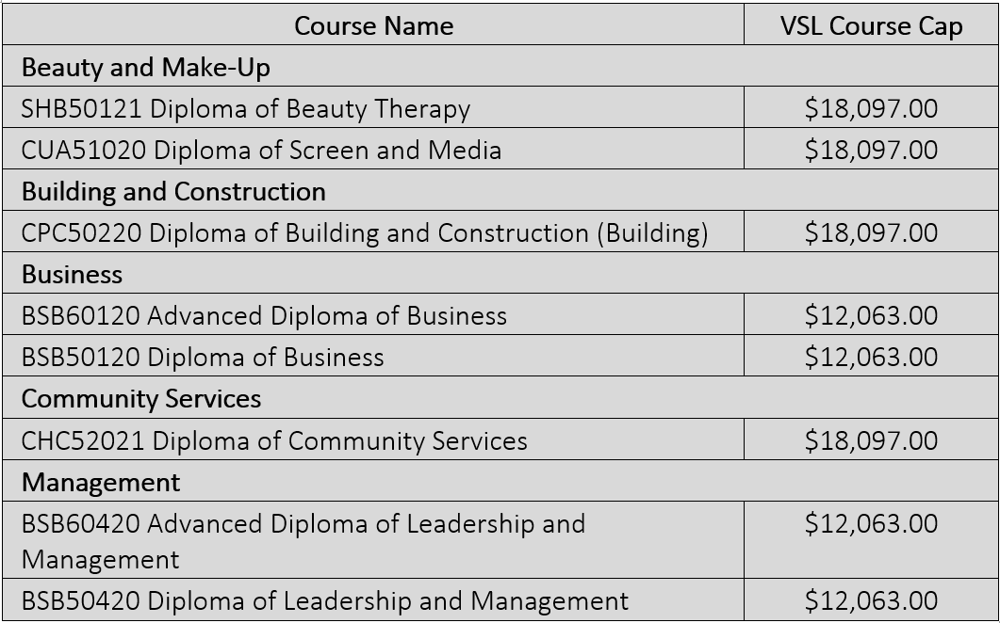 Course Name VSL Course Cap
Beauty and Make-Up
SHB50121 Diploma of Beauty Therapy $18,097.00
CUA51020 Diploma of Screen and Media $18,097.00
Building and Construction
CPC50220 Diploma of Building and Construction (Building) $18,097.00
Business
BSB60120 Advanced Diploma of Business $12,063.00
BSB50120 Diploma of Business $12,063.00
Community Services
CHC52021 Diploma of Community Services $18,097.00
Management
BSB60420 Advanced Diploma of Leadership and $12,063.00
Management
BSB50420 Diploma of Leadership and Management $12,063.00